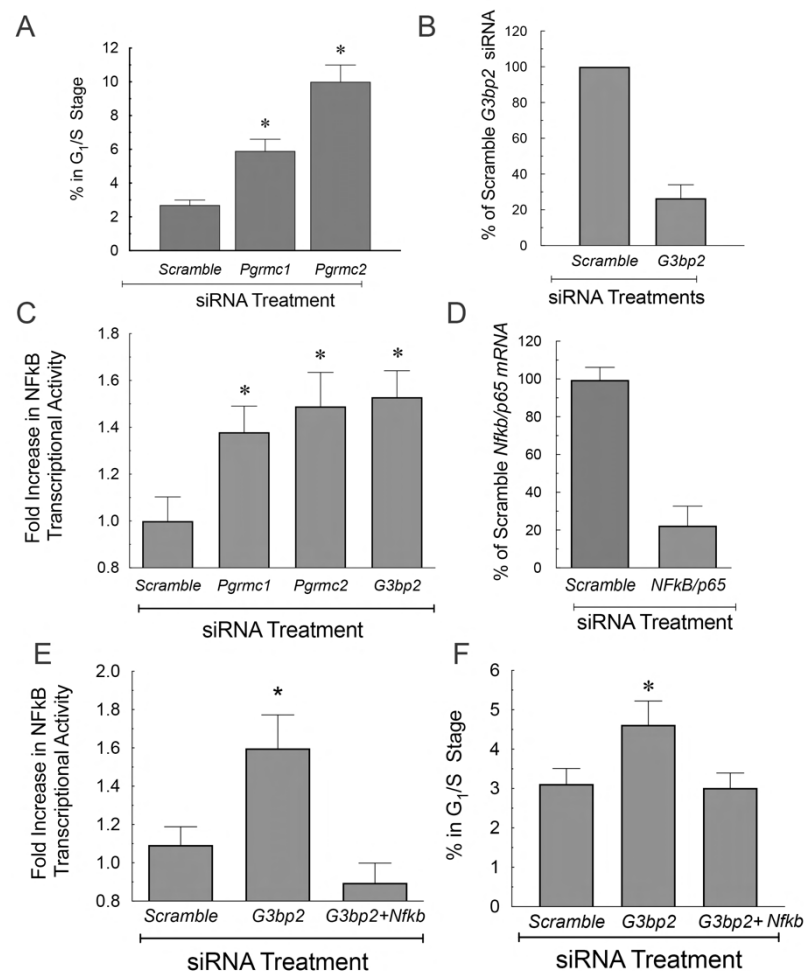 A
% in G1/S Stage
12
10
8
6
4
2
0
*
*
Scramble Pgrmc1 Pgrmc2
siRNA Treatment
B
% of Scramble G3bp2 siRNA
120
100
80
60
40
20
0
Scramble G3bp2
siRNA Treatments
C
Fold Increase in NFkB
Transcriptional Activity
1.8
1.6
1.4
1.2
1.0
0.8
*
*
*
Scramble Pgrmc1 Pgrmc2 G3bp2
siRNA Treatment
D
% of Scramble Nfkb/p65 mRNA
120
100
80
60
40
20
0
Scramble NFkB/p65
siRNA Treatment
E
Fold Increase in NFkB
Transcriptional Activity
2.0
1.8
1.6
1.4
1.2
1.0
0.8
*
Scramble G3bp2 G3bp2+Nfkb
siRNA Treatment
F
% in G1/S Stage
6
5
4
3
2
1
0
*
Scramble G3bp2 G3bp2+ Nfkb
siRNA Treatment